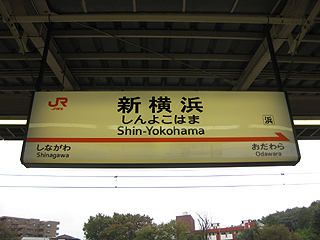 JR
新横浜
しんよこはま
Shin-Yokohama
浜
しながわ
Shinagawa
おだわら
Odawara